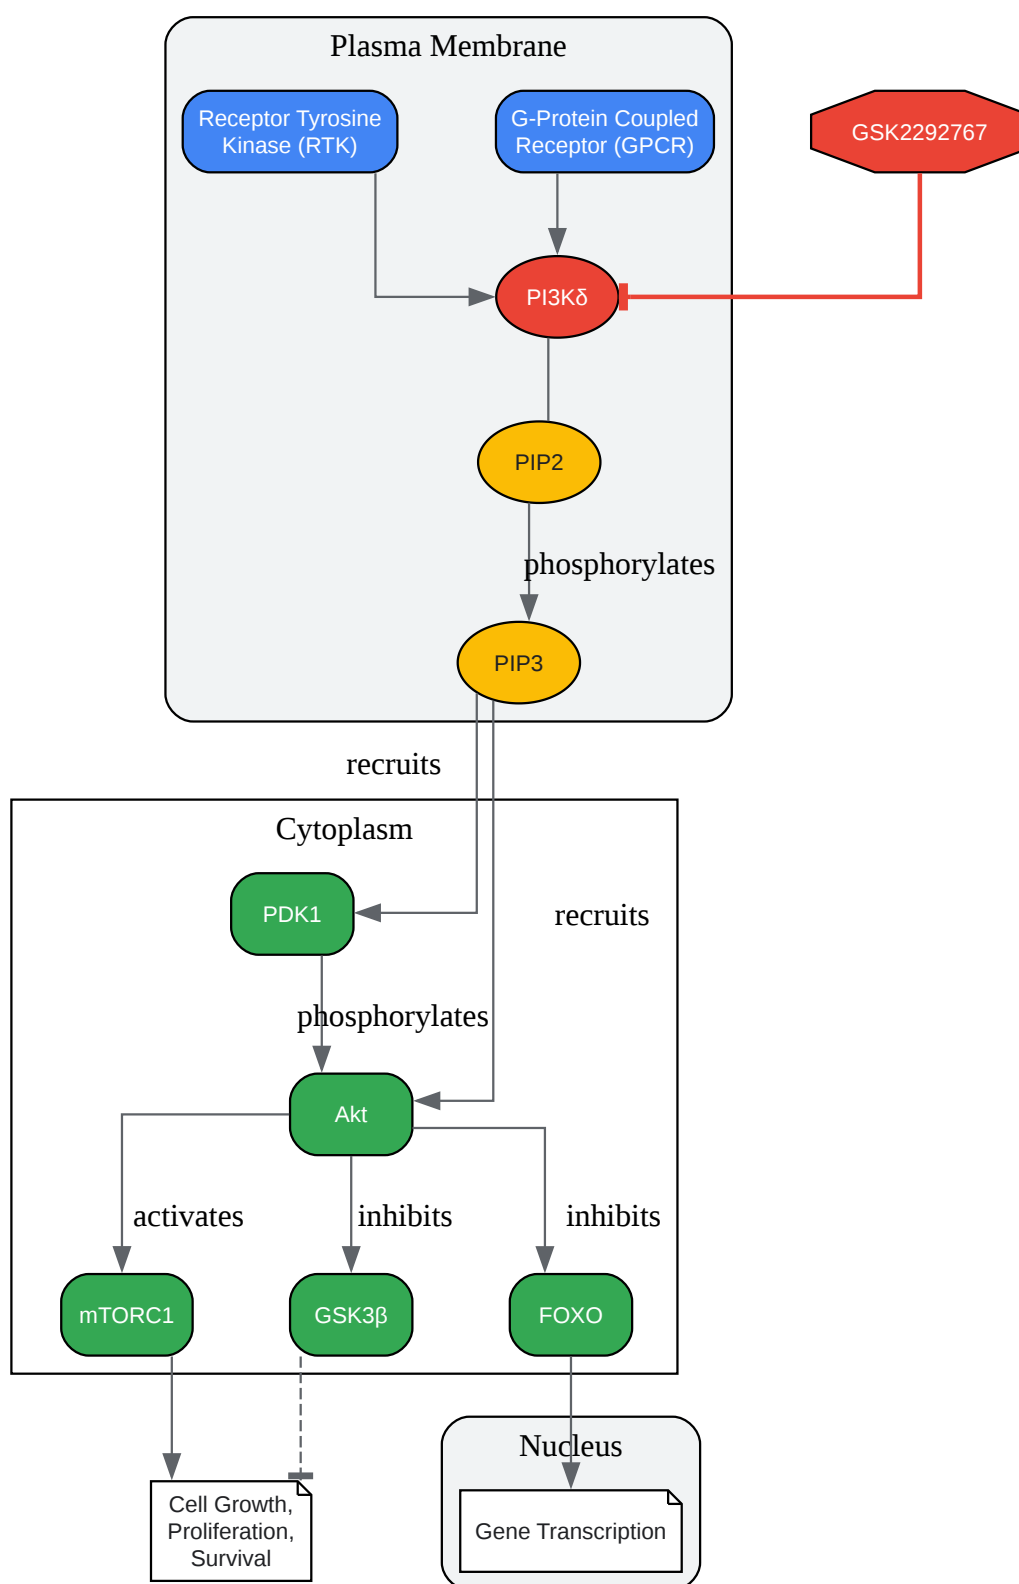 Plasma Membrane
Receptor Tyrosine
Kinase (RTK)
G-Protein Coupled
Receptor (GPCR)
GSK2292767
PI3Kδ
PIP2
phosphorylates
PIP3
recruits
Cytoplasm
PDK1
recruits
phosphorylates
Akt
activates
inhibits
inhibits
mTORC1
GSK3β
FOXO
Nucleus
Cell Growth,
Proliferation,
Survival
Gene Transcription